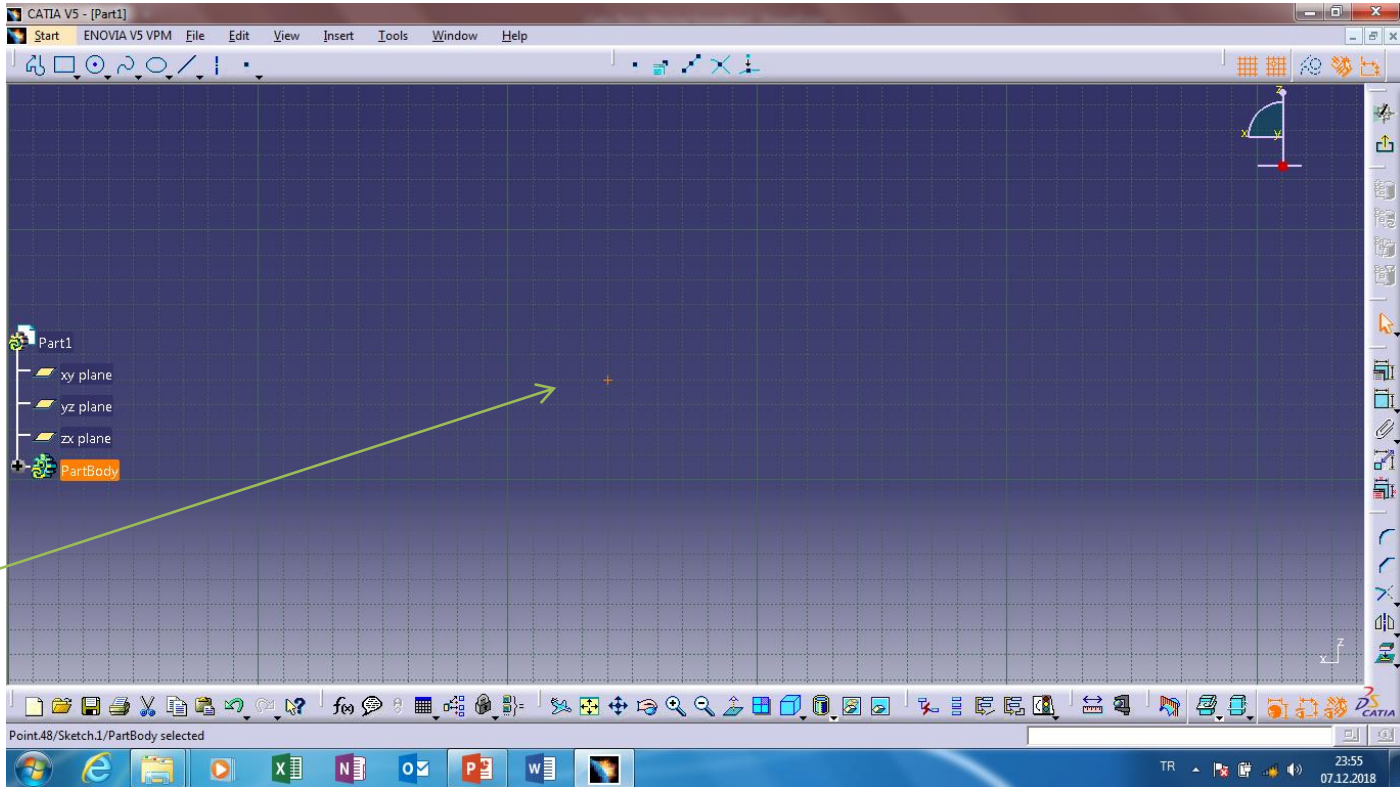 CATIA V5 - [Part1]
Start ENOVIA V5 VPM File Edit View Insert Tools Window Help
z
x y
Part1
xy plane
yz plane
zx plane
PartBody
z
x
f(x)
CATIA
Point.48/Sketch.1/PartBody selected
TR
23:55
07.12.2018